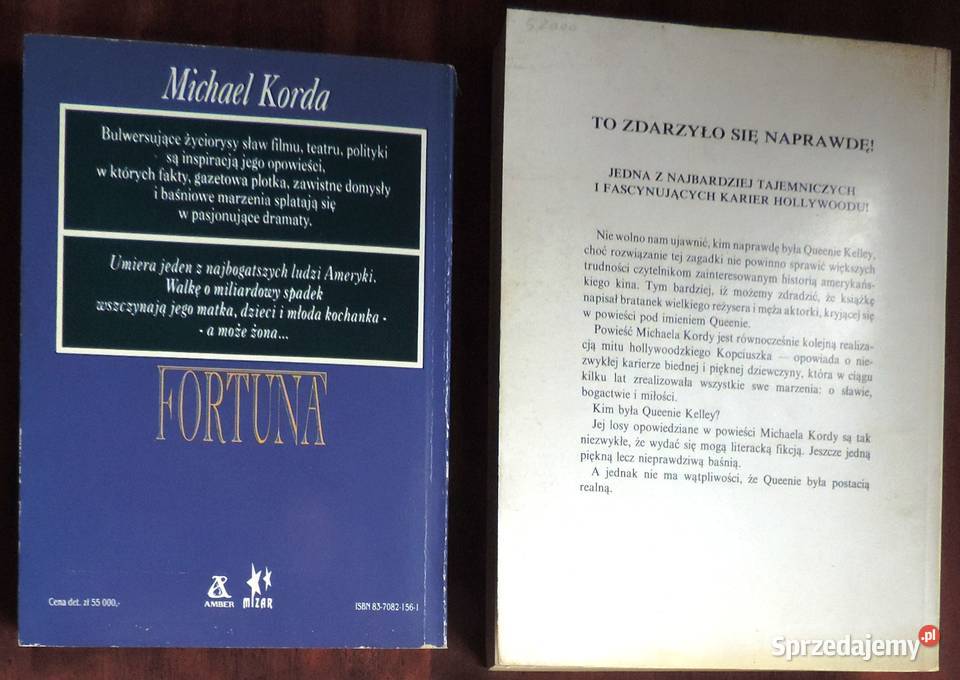 Michael Korda
Bulwersujące życiorysy sław filmu, teatru, polityki
są inspiracją jego opowieści,
w których fakty, gazetowa plotka, zawistne domysły
i baśniowe marzenia splatają się
w pasjonujące dramaty.
Umiera jeden z najbogatszych ludzi Ameryki.
Walkę o miliardowy spadek
wszczynają jego matka, dzieci i młoda kochanka -
- a może żona...
FORTUNA
Cena det. zł 55 000,-
AMBER
MIZAR
ISBN 83-7082-156-1
52000
TO ZDARZYŁO SIĘ NAPRAWDĘ!
JEDNA Z NAJBARDZIEJ TAJEMNICZYCH
I FASCYNUJĄCYCH KARIER HOLLYWOODU!
Nie wolno nam ujawnić, kim naprawdę była Queenie Kelley,
choć rozwiązanie tej zagadki nie powinno sprawić większych
trudności czytelnikom zainteresowanym historią amerykańs-
kiego kina. Tym bardziej, iż możemy zdradzić, że książkę
napisał bratanek wielkiego reżysera i męża aktorki, kryjącej się
w powieści pod imieniem Queenie.
Powieść Michaela Kordy jest równocześnie kolejną realiza-
cją mitu hollywoodzkiego Kopciuszka — opowiada o nie-
zwykłej karierze biednej i pięknej dziewczyny, która w ciągu
kilku lat zrealizowała wszystkie swe marzenia: o sławie,
bogactwie i miłości.
Kim była Queenie Kelley?
Jej losy opowiedziane w powieści Michaela Kordy są tak
niezwykłe, że wydać się mogą literacką fikcją. Jeszcze jedną
piękną lecz nieprawdziwą baśnią.
A jednak nie ma wątpliwości, że Queenie była postacią
realną.
Sprzedajemy.pl